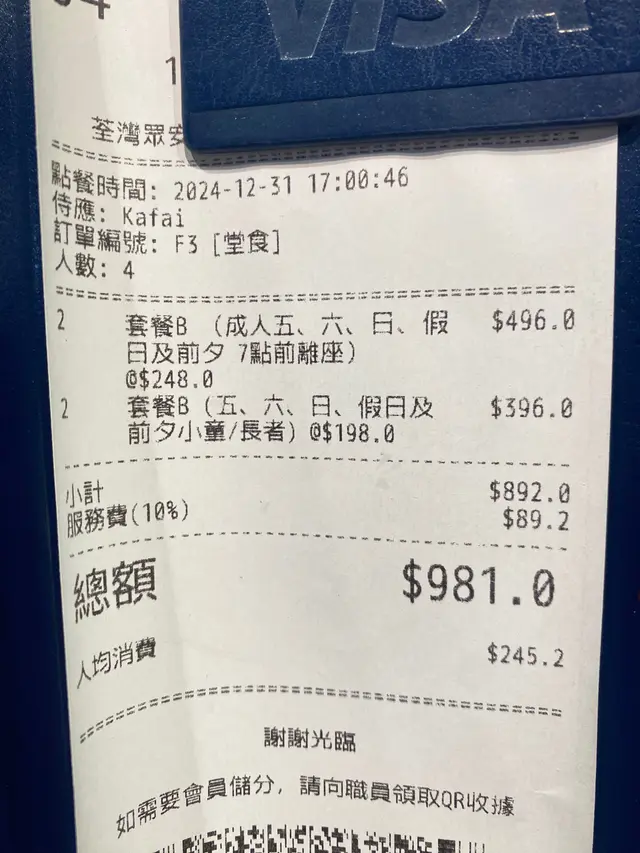 VISA
荃灣眾安
點餐時間: 2024-12-31 17:00:46
侍應: Kafai
訂單編號: F3 [堂食]
人數: 4
2 套餐B (成人五、六、日、假 $496.0
日及前夕 7點前離座)
@$248.0
2 套餐B (五、六、日、假日及 $396.0
前夕小童/長者) @$198.0
小計 $892.0
服務費(10%) $89.2
總額 $981.0
人均消費 $245.2
謝謝光臨
如需要會員儲分, 請向職員領取QR收據